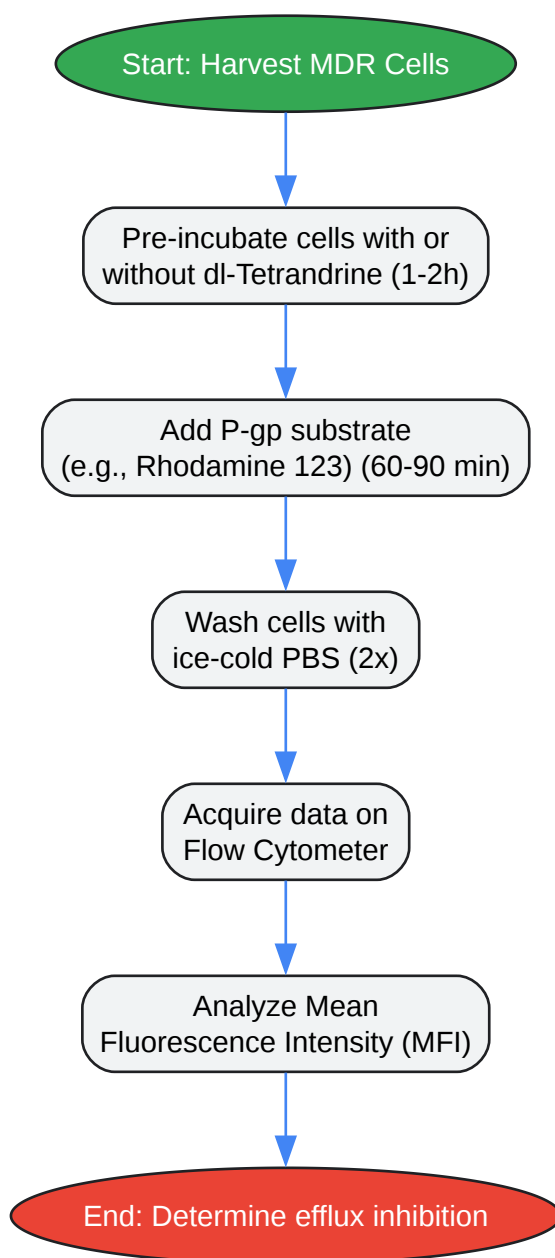 Start: Harvest MDR Cells
Pre-incubate cells with or
without dl-Tetrandrine (1-2h)
Add P-gp substrate
(e.g., Rhodamine 123) (60-90 min)
Wash cells with
ice-cold PBS (2x)
Acquire data on
Flow Cytometer
Analyze Mean
Fluorescence Intensity (MFI)
End: Determine efflux inhibition